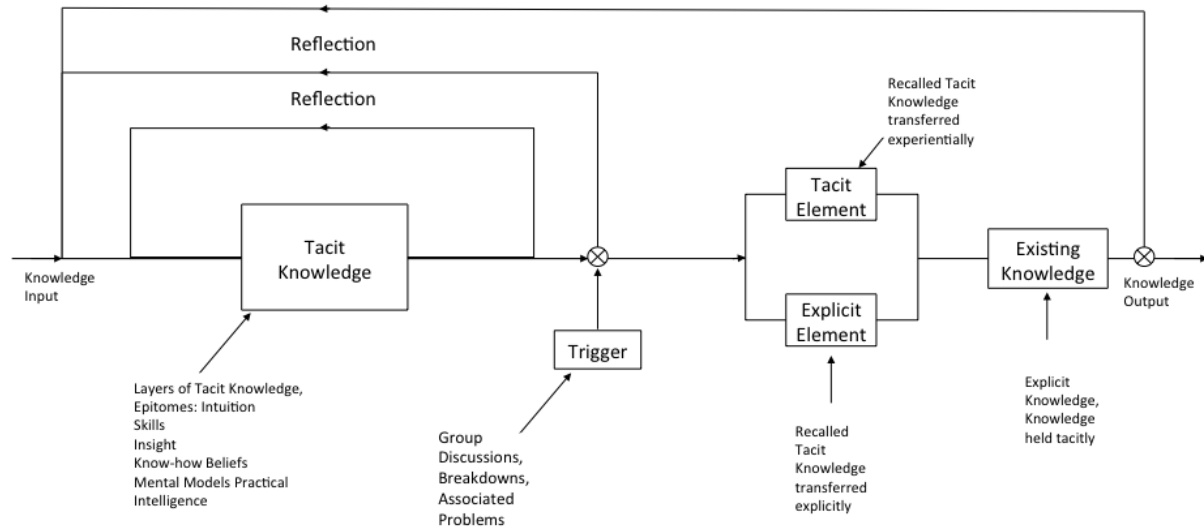 Reflection
Reflection
Recalled Tacit
Knowledge
transferred
experientially
Tacit
Element
Tacit
Knowledge
Existing
Knowledge
Knowledge
Input
Knowledge
Output
Explicit
Element
Trigger
Layers of Tacit Knowledge,
Epitomes: Intuition
Skills
Insight
Know-how Beliefs
Mental Models Practical
Intelligence
Group
Discussions,
Breakdowns,
Associated
Problems
Recalled
Tacit
Knowledge
transferred
explicitly
Explicit
Knowledge,
Knowledge
held tacitly